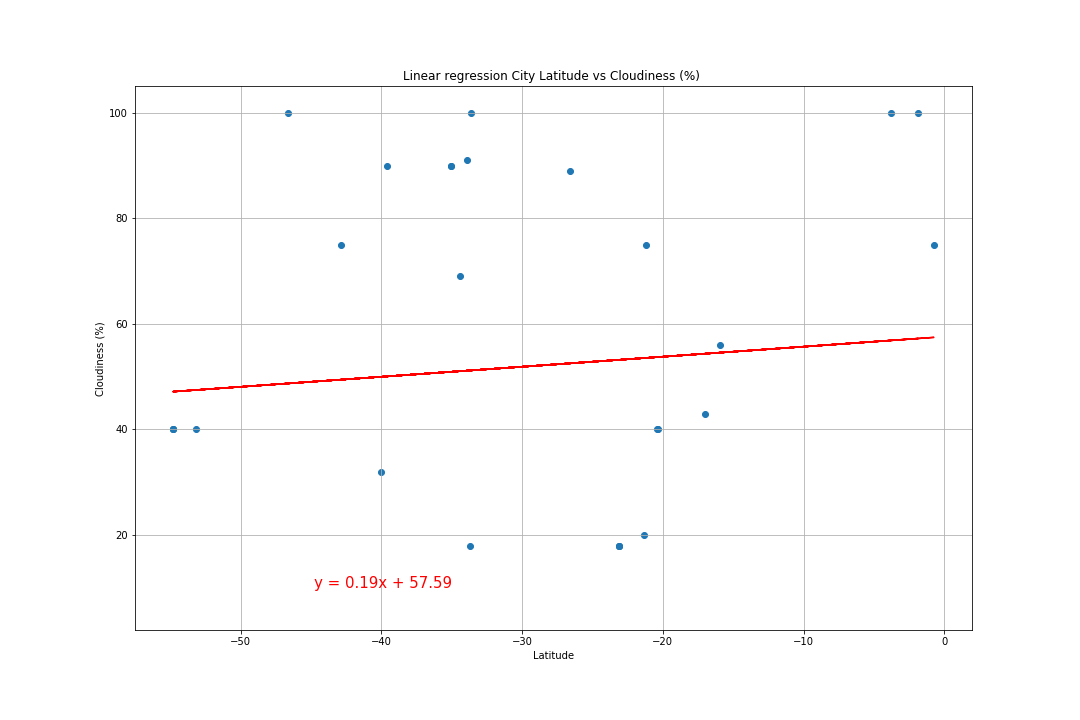 Linear regression City Latitude vs Cloudiness (%)
100
80
60
40
20
Cloudiness (%)
y = 0.19x + 57.59
−50
−40
−30
−20
−10
0
Latitude